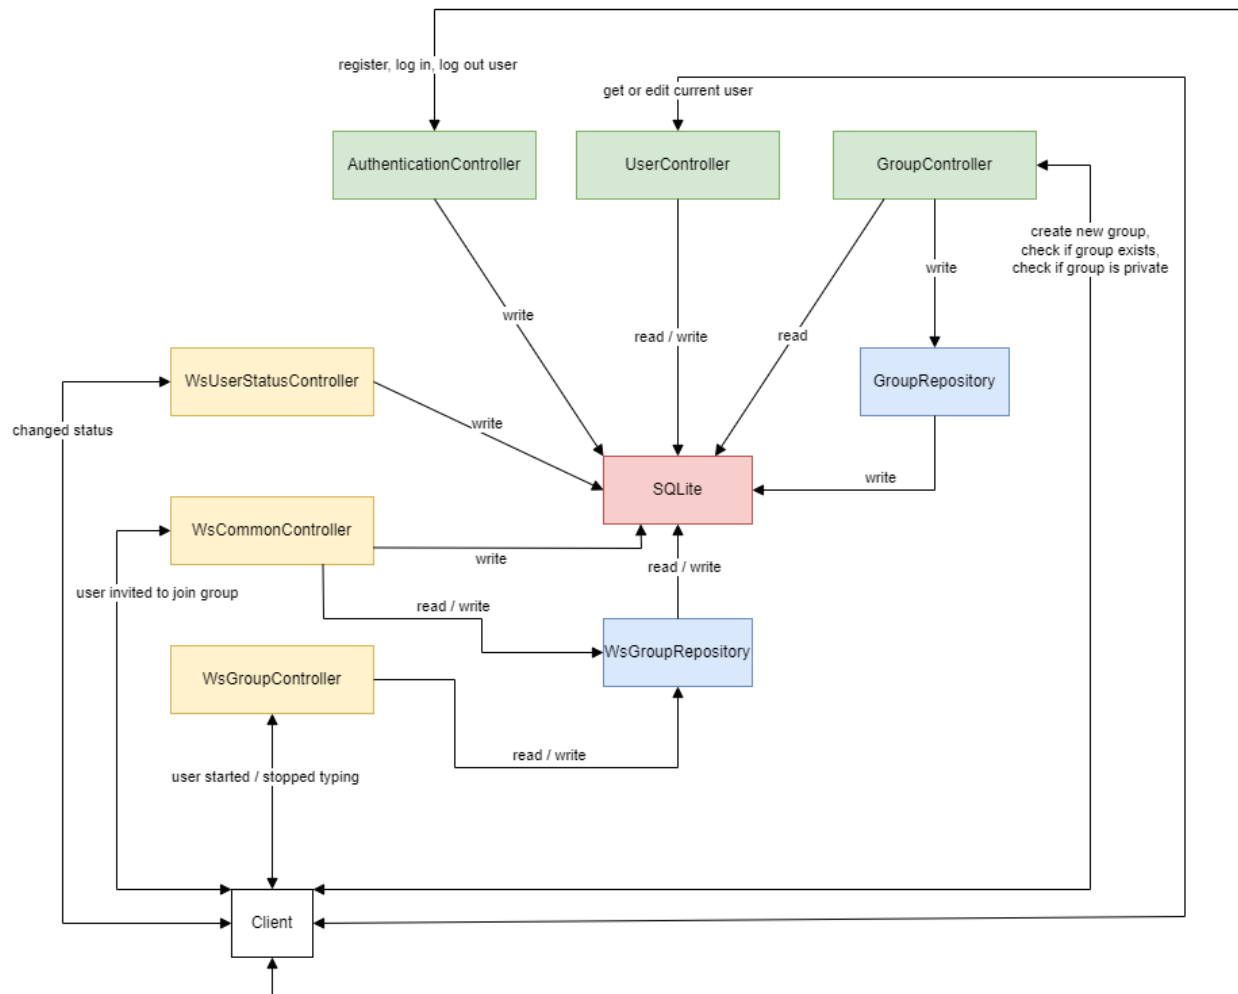 register, log in, log out user
get or edit current user
AuthenticationController
UserController
GroupController
create new group,
check if group exists,
check if group is private
write
write
read / write
read
WsUserStatusController
GroupRepository
changed status
write
write
SQLite
WsCommonController
write
read / write
user invited to join group
read / write
WsGroupRepository
WsGroupController
read / write
user started / stopped typing
Client